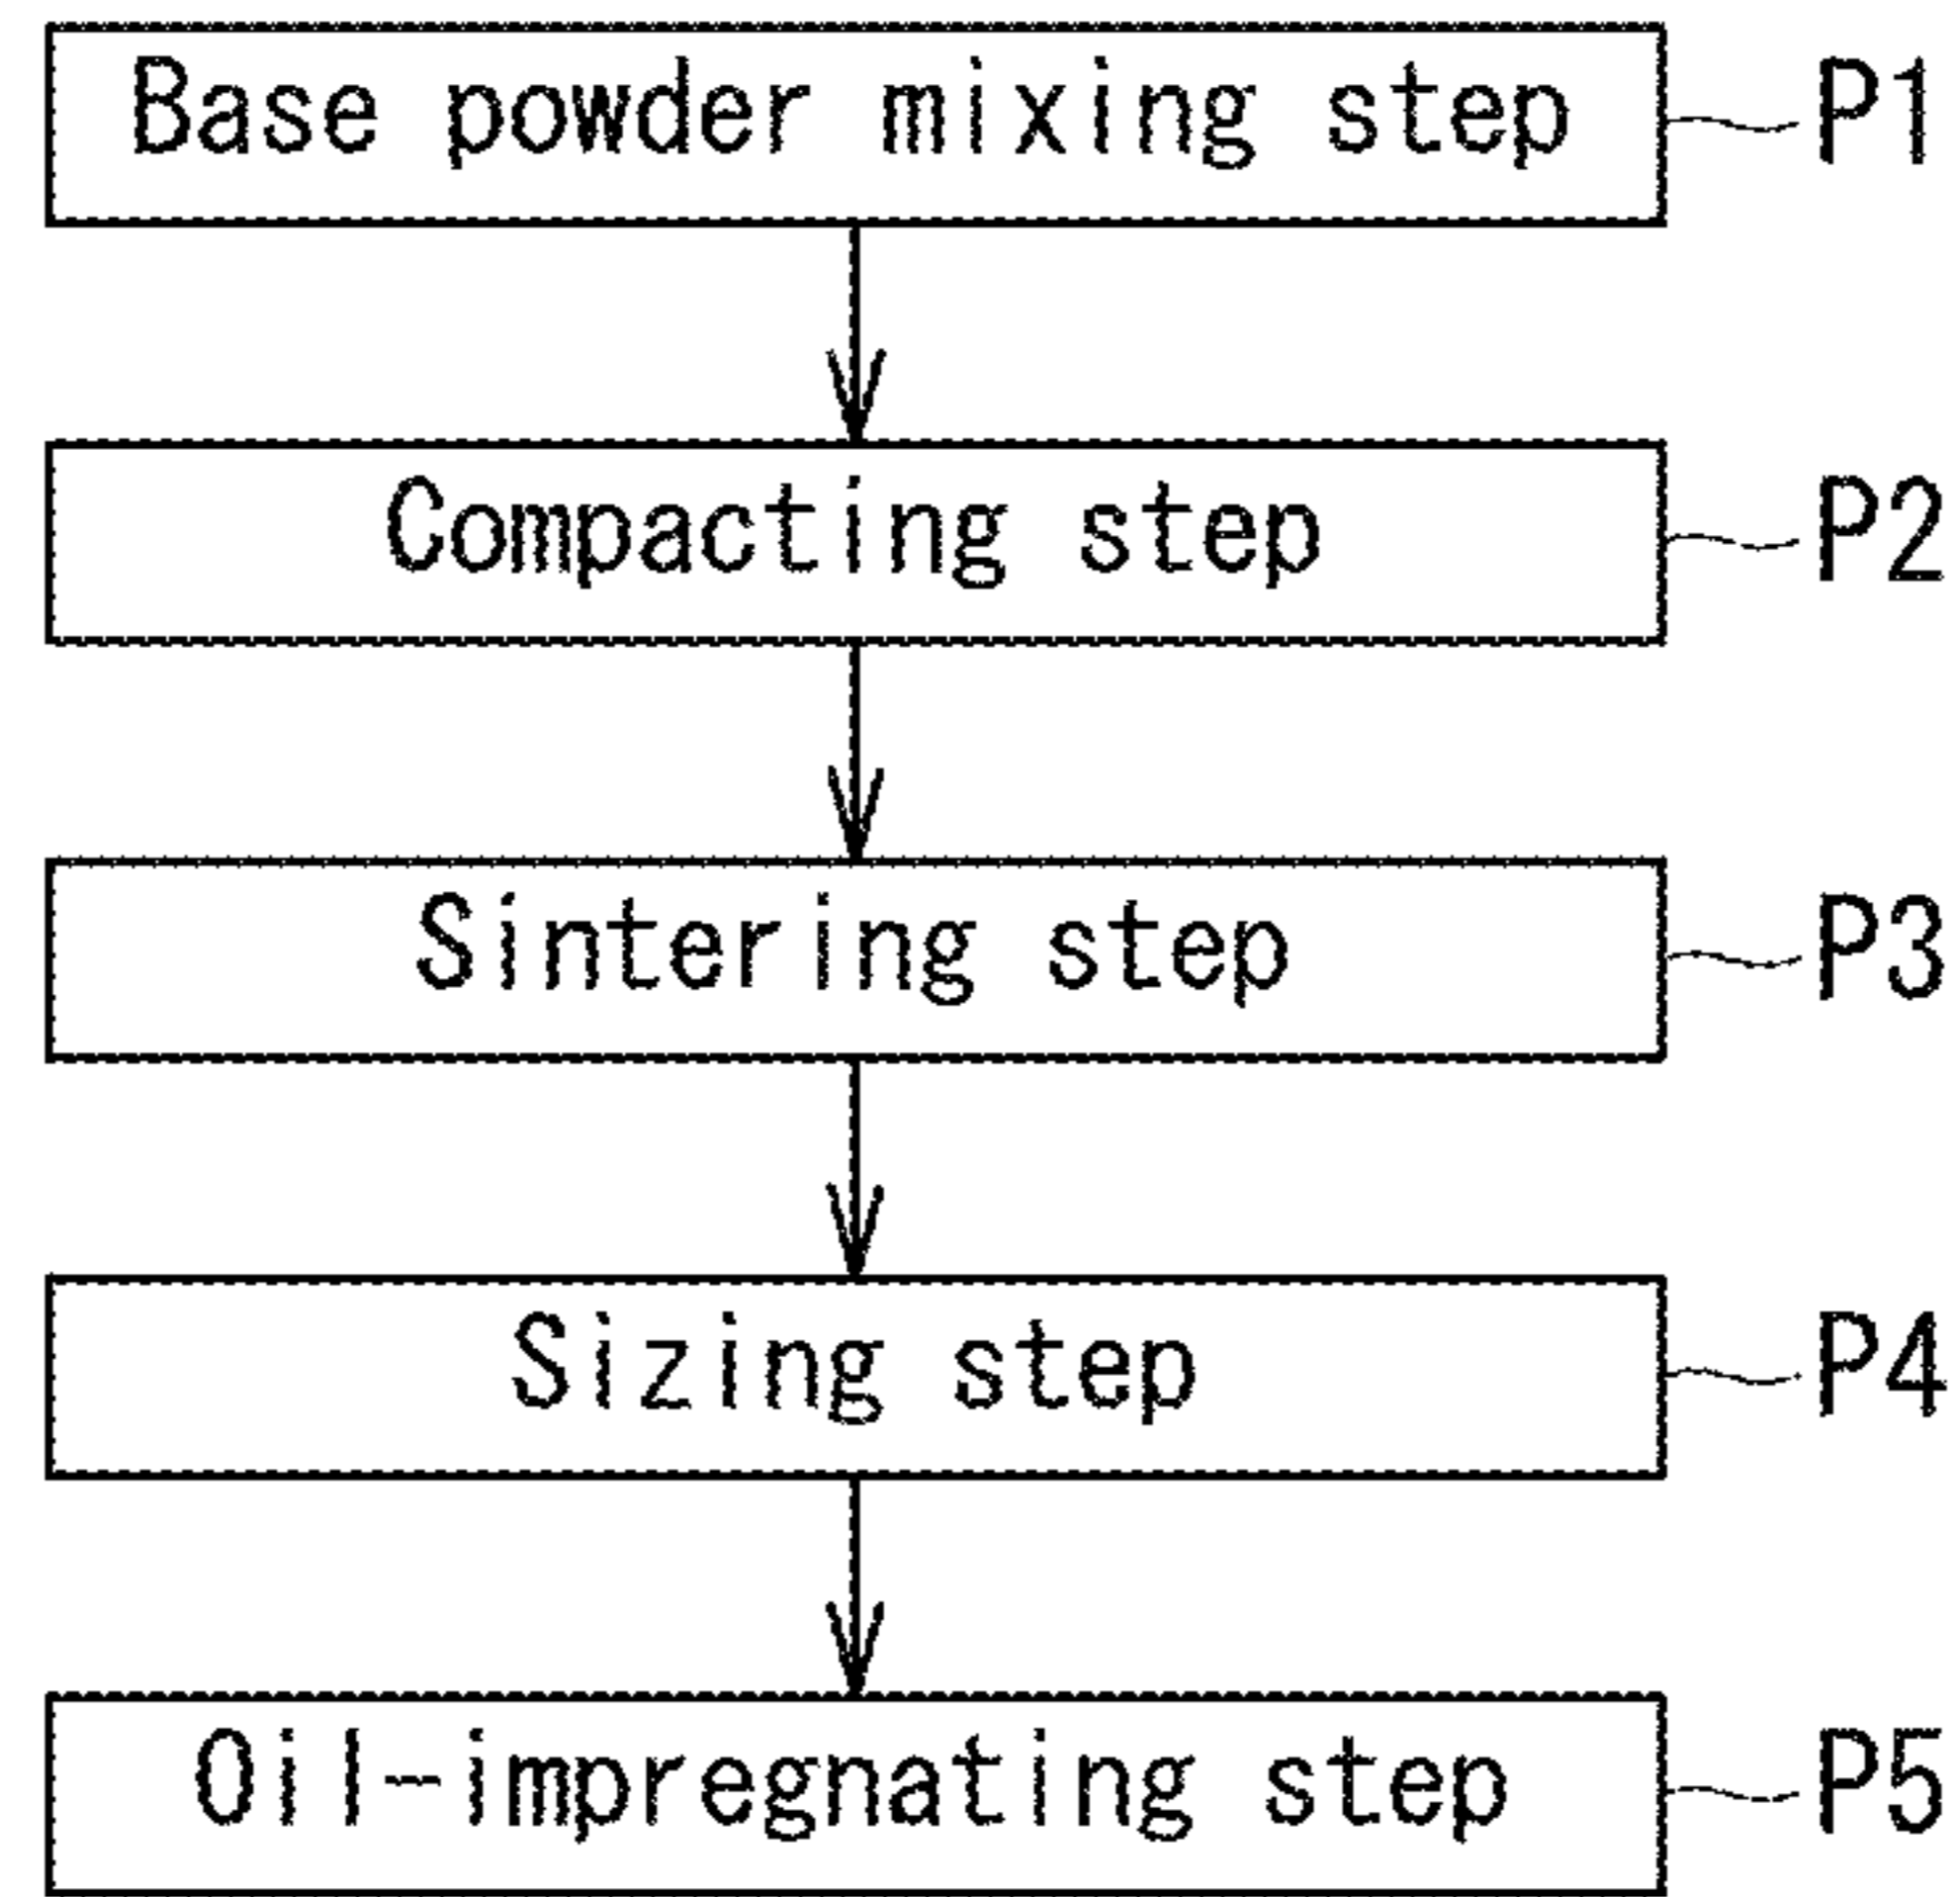 Base powder mixing step P1
Compacting step P2
Sintering step P3
Sizing step P4
Oil-impregnating step P5